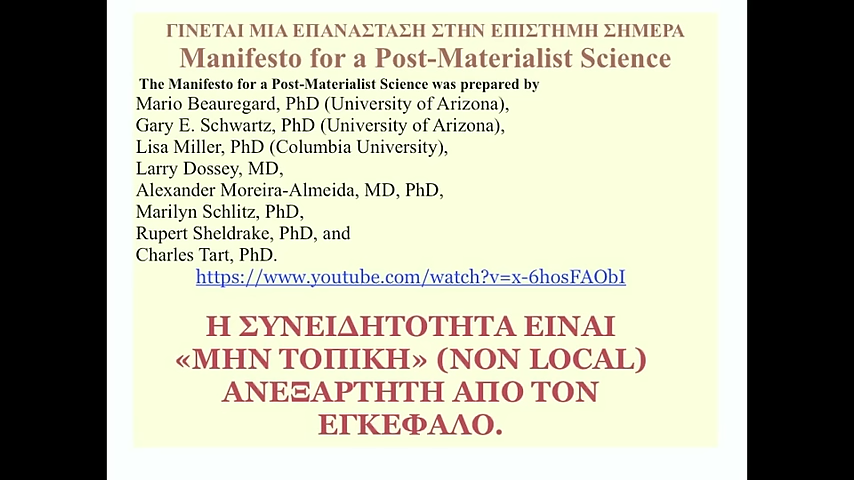 ΓΙΝΕΤΑΙ ΜΙΑ ΕΠΑΝΑΣΤΑΣΗ ΣΤΗΝ ΕΠΙΣΤΗΜΗ ΣΗΜΕΡΑ
Manifesto for a Post-Materialist Science
The Manifesto for a Post-Materialist Science was prepared by
Mario Beauregard, PhD (University of Arizona),
Gary E. Schwartz, PhD (University of Arizona),
Lisa Miller, PhD (Columbia University),
Larry Dossey, MD,
Alexander Moreira-Almeida, MD, PhD,
Marilyn Schlitz, PhD,
Rupert Sheldrake, PhD, and
Charles Tart, PhD.
https://www.youtube.com/watch?v=x-6hosFAObI
Η ΣΥΝΕΙΔΗΤΟΤΗΤΑ ΕΙΝΑΙ
«ΜΗΝ ΤΟΠΙΚΗ» (NON LOCAL)
ΑΝΕΞΑΡΤΗΤΗ ΑΠΟ ΤΟΝ
ΕΓΚΕΦΑΛΟ.